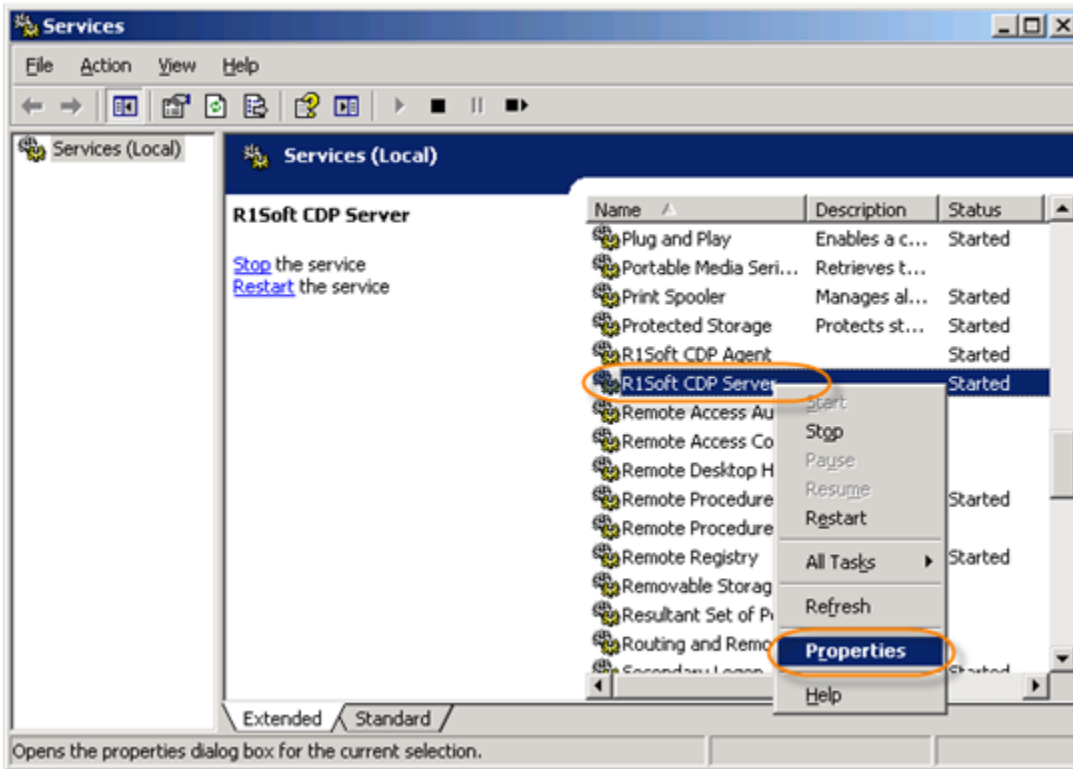 Services
File Action View Help
Services (Local)
Services (Local)
R1Soft CDP Server
Stop the service
Restart the service
Name Description Status
Plug and Play Enables a c... Started
Portable Media Seri... Retrieves t...
Print Spooler Manages al... Started
Protected Storage Protects st... Started
R1Soft CDP Agent Started
R1Soft CDP Server Started
Remote Access Au
Remote Access Co
Remote Desktop H
Remote Procedure Started
Remote Procedure
Remote Registry Started
Removable Storag
Resultant Set of P
Routing and Remo
Secondary Logon Started
Start
Stop
Pause
Resume
Restart
All Tasks
Refresh
Properties
Help
Extended Standard
Opens the properties dialog box for the current selection.